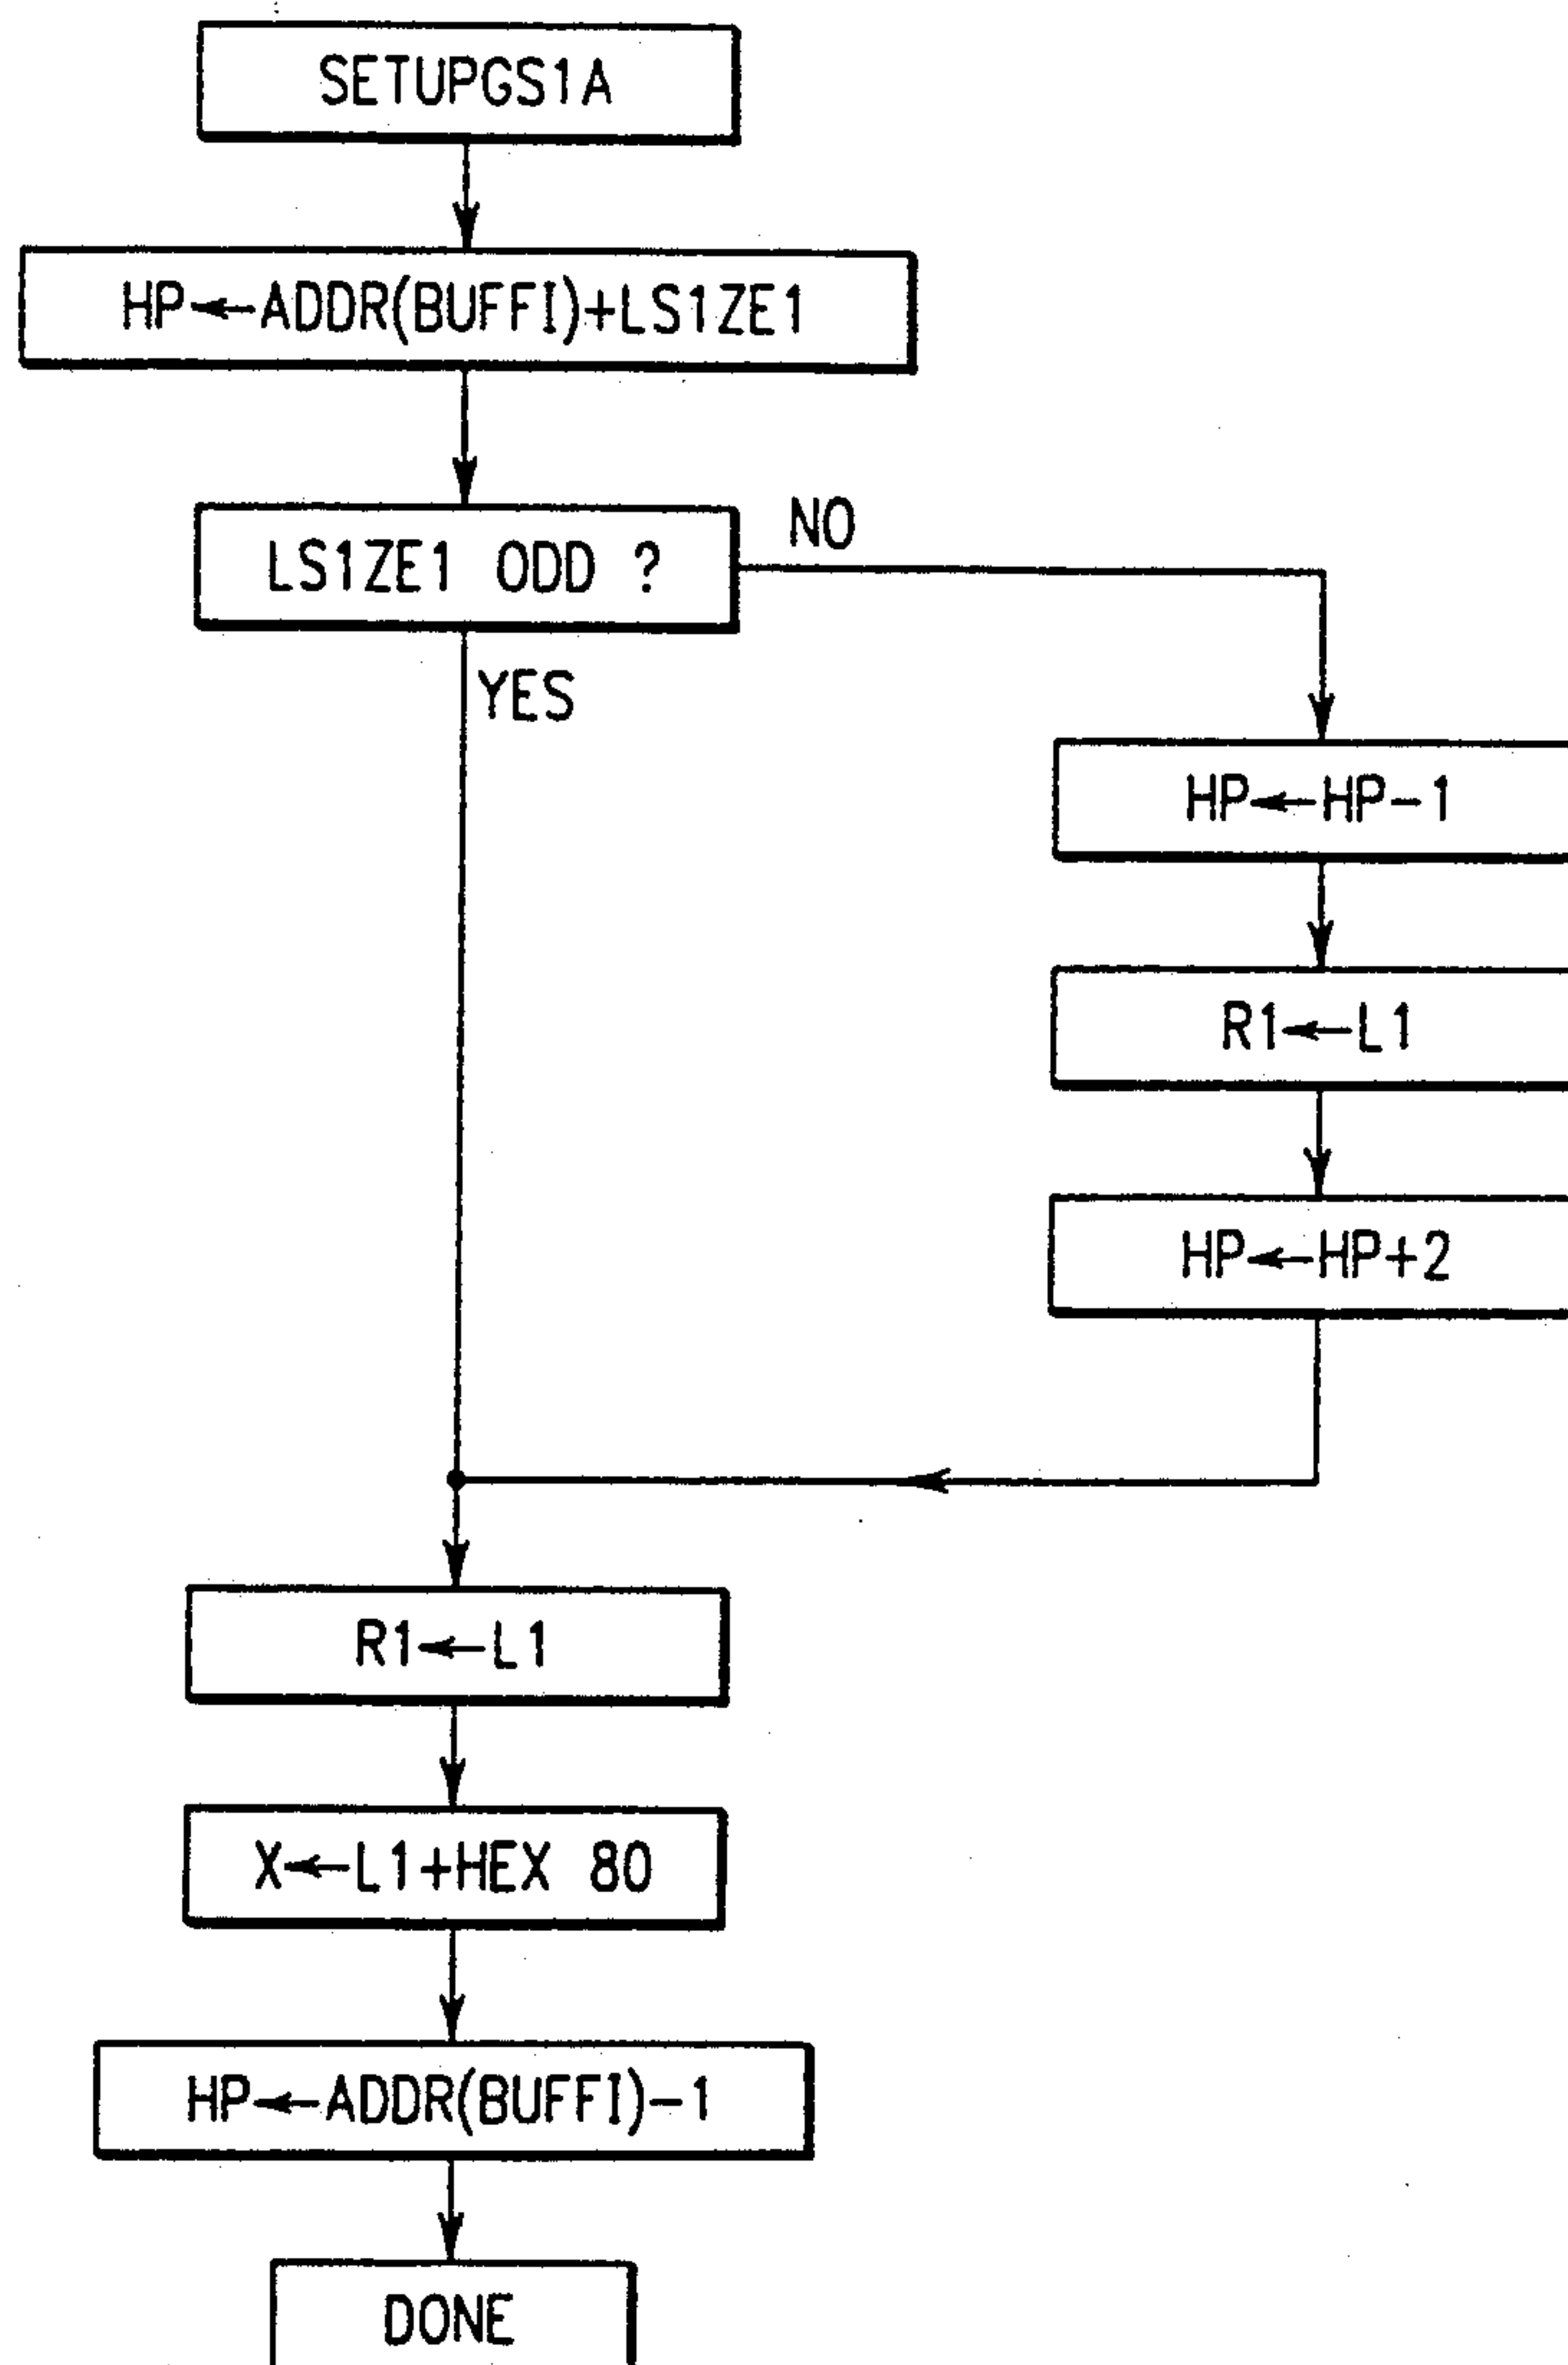 SETUPGS1A
HP←ADDR(BUFFI)+LS1ZE1
LS1ZE1 ODD ?
NO
YES
HP←HP-1
R1←L1
HP←HP+2
R1←L1
X←L1+HEX 80
HP←ADDR(BUFFI)-1
DONE